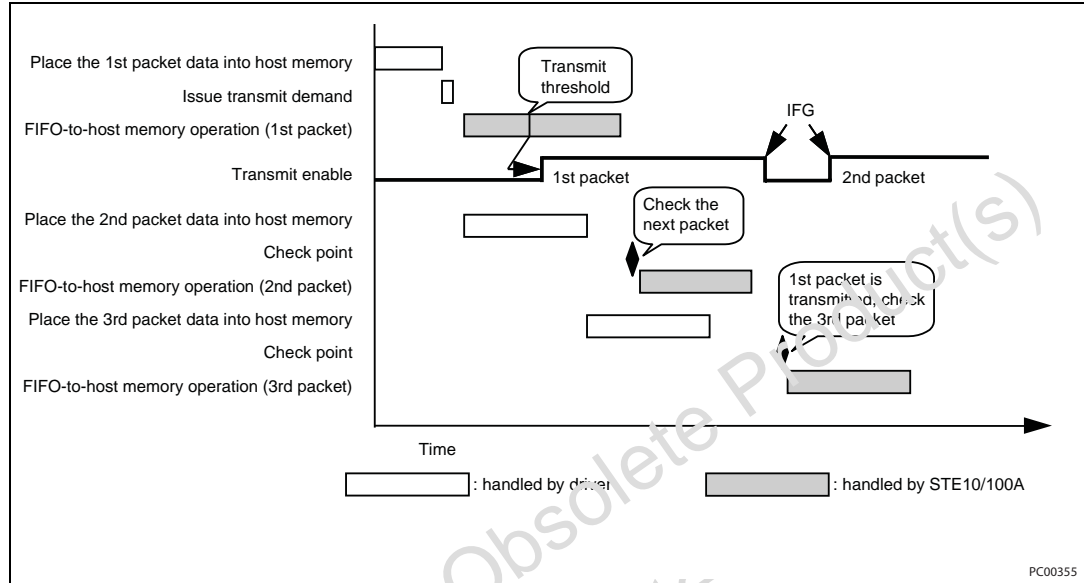 Place the 1st packet data into host memory
Issue transmit demand
FIFO-to-host memory operation (1st packet)
Transmit enable
Place the 2nd packet data into host memory
Check point
FIFO-to-host memory operation (2nd packet)
Place the 3rd packet data into host memory
Check point
FIFO-to-host memory operation (3rd packet)
Transmit
threshold
IFG
1st packet
2nd packet
Check the
next packet
1st packet is
transmitted, check
the 3rd packet
Time
: handled by driver
: handled by STE10/100A
Obsolete Product(s)
PC00355